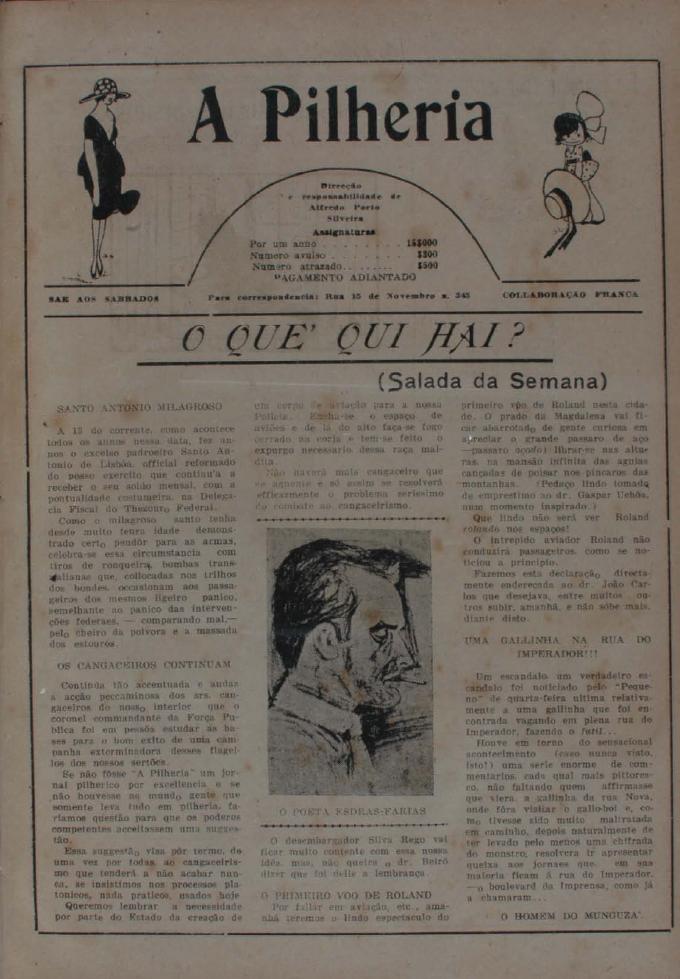 A Pilheria
Direcção
e responsabilidade de
Alfredo Porto
Silveira
Assignaturas
Por um anno . . . . . . . . 15$000
Numero avulso . . . . . . . $300
Numero atrazado. . . . . . . $500
PAGAMENTO ADIANTADO
SAE AOS SABBADOS
Para correspondencia: Rua 15 de Novembro n. 345
COLLABORAÇÃO FRANCA
O QUE' QUI HAI?
(Salada da Semana)
SANTO ANTONIO MILAGROSO
A 13 do corrente, como acontece
todos os annos nessa data, fez an-
nos o excelso padroeiro Santo An-
tonio de Lisbôa, official reformado
do nosso exercito que continu'a a
receber o seu soldo mensal, com a
pontualidade costumeira, na Delega-
cia Fiscal do Thezouro Federal.
Como o milagroso santo tenha
desde muito tenra idade demons-
trado certo pendôr para as armas,
celebra-se essa circumstancia com
tiros de ronqueira, bombas trans-
walianas que, collocadas nos trilhos
dos bondes, occasionam aos passa-
geiros dos mesmos ligeiro panico,
semelhante ao panico das interven-
ções federaes, — comparando mal,—
pelo cheiro da polvora e a massada
dos estouros.
OS CANGACEIROS CONTINUAM
Continúa tão accentuada e audaz
a acção peccaminosa dos srs. can-
gaceiros do nosso interior que o
coronel commandante da Força Pu-
blica foi em pessôa estudar as ba-
ses para o bom exito de uma cam-
panha exterminadora desses flagel-
los dos nossos sertões.
Se não fôsse "A Pilheria" um jor-
nal pilherico por excellencia e se
não houvesse no mundo gente que
somente leva tudo em pilheria, fa-
riamos questão para que os poderes
competentes acceitassem uma sugges-
tão.
Essa suggestão visa pôr termo, de
uma vez por todas, ao cangaceiris-
mo que tenderá a não acabar nun-
ca, se insistimos nos processos pla-
tonicos, nada praticos, usados hoje
Queremos lembrar a necessidade
por parte do Estado da creação de
um corpo de aviação para a nossa
Policia. Encha-se o espaço de
aviões e de lá do alto faça-se fogo
cerrado na corja e tem-se feito o
expurgo necessario dessa raça mal-
dita.
Não haverá mais cangaceiro que
se aguente e só assim se resolverá
efficazmente o problema serissimo
do combate ao cangaceirismo.
O POETA ESDRAS-FARIAS
O desembargador Silva Rego vai
ficar muito contente com essa nossa
idéa, mas, não queira o dr. Beiró
dizer que foi delle a lembrança.
O PRIMEIRO VOO DE ROLAND
Por fallar em aviação, etc., ama-
nhã teremos o lindo espectaculo do
primeiro vôo de Roland nesta cida-
de. O prado da Magdalena vai fi-
car abarrotado de gente curiosa em
apreciar o grande passaro de aço
—passaro açodo) librar-se nas altu-
ras, na mansão infinita das aguias
cançadas de poisar nos pincaros das
montanhas. (Pedaço lindo tomado
de emprestimo ao dr. Gaspar Uchôa,
num momento inspirado.)
Que lindo não será ver Roland
rolando nos espaços!
O intrepido aviador Roland não
conduzirá passageiros, como se no-
ticiou a principio.
Fazemos esta declaração directa-
mente endereçada ao dr. João Car-
los que desejava, entre muitos ou-
tros subir, amanhã, e não sóbe mais,
diante disto.
UMA GALLINHA NA RUA DO
IMPERADOR!!!
Um escandalo, um verdadeiro es-
candalo foi noticiado pelo "Peque-
no" de quarta-feira ultima relativa-
mente a uma gallinha que foi en-
contrada vagando em plena rua do
Imperador, fazendo o futil...
Houve em torno do sensacional
acontecimento (caso nunca visto,
isto!) uma serie enorme de com-
mentarios, cada qual mais pittores-
co, não faltando quem affirmasse
que viera, a gallinha da rua Nova,
onde fôra visitar o gallo-boi e, co-
mo tivesse sido muito maltratada
em caminho, depois naturalmente de
ter levado pelo menos uma chifrada
do monstro, resolvera ir apresentar
queixa aos jornaes que, em sua
maioria ficam á rua do Imperador.
—o boulevard da Imprensa, como já
a chamaram...
O HOMEM DO MUNGUZA'.